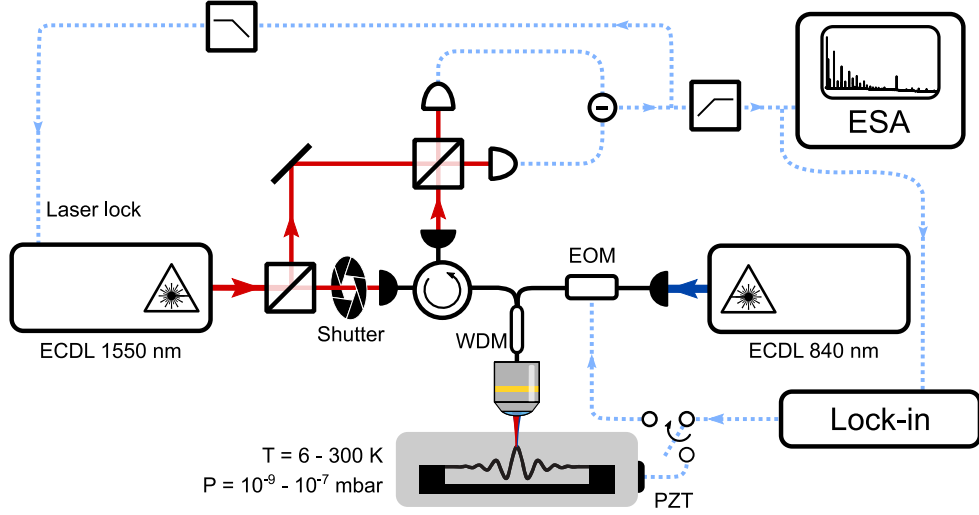 ESA
Laser lock
EOM
Shutter
WDM
ECDL 1550 nm
ECDL 840 nm
Lock-in
T = 6 - 300 K
P = 10⁻⁹ - 10⁻⁷ mbar
PZT